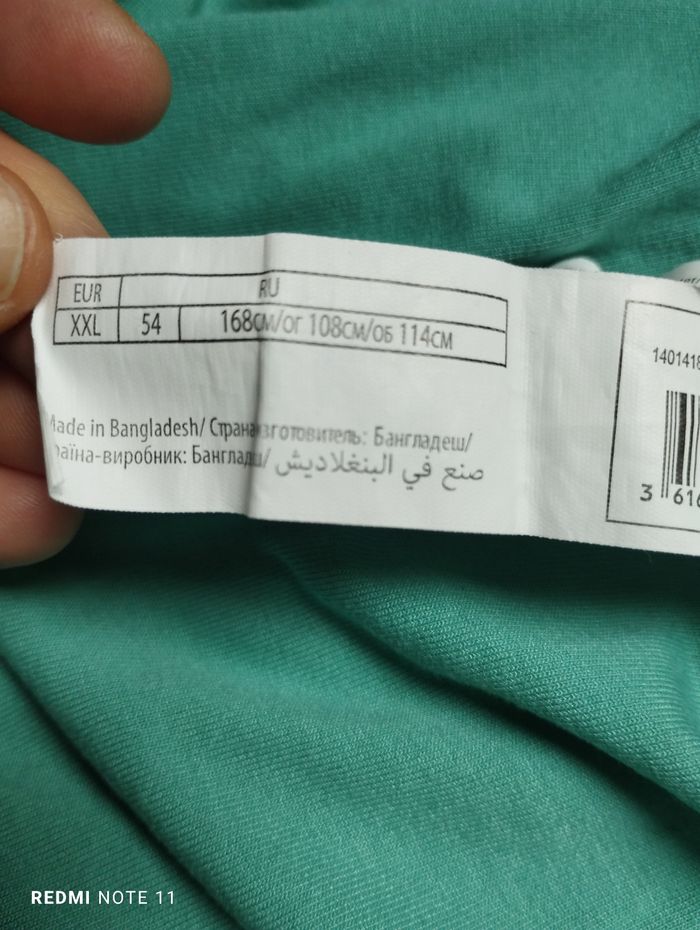 EUR RU
XXL 54 168см/ог 108см/об 114см
Made in Bangladesh/ Страна изготовитель: Бангладеш/
раїна-виробник: Бангладеш/ صنع في البنغلاديش
1401418
3 616
REDMI NOTE 11